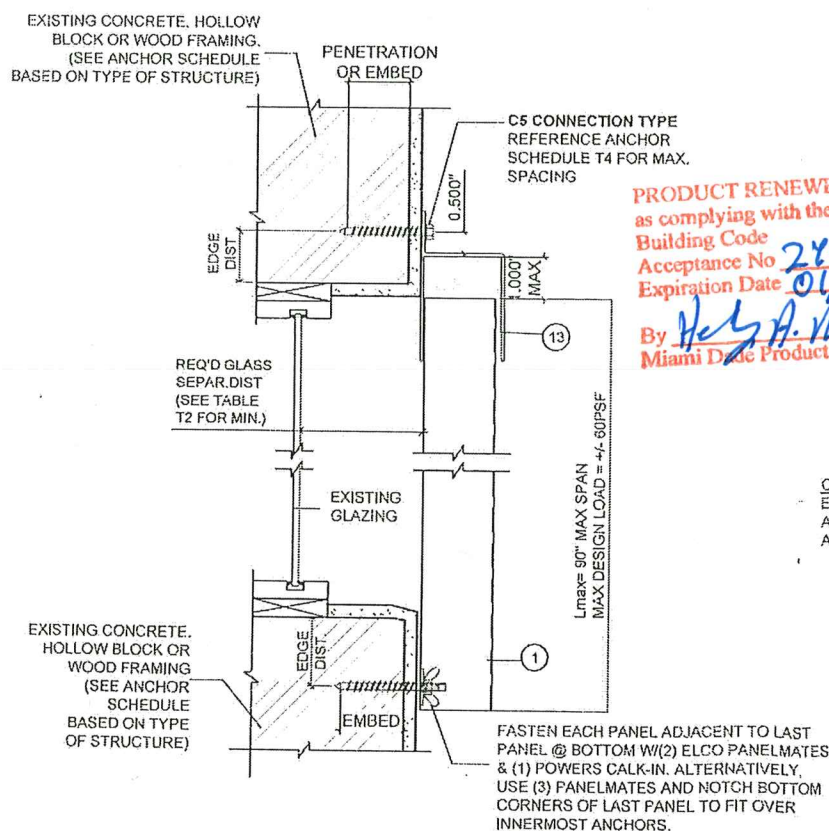 EXISTING CONCRETE, HOLLOW
BLOCK OR WOOD FRAMING.
(SEE ANCHOR SCHEDULE
BASED ON TYPE OF STRUCTURE)
PENETRATION
OR EMBED
C5 CONNECTION TYPE
REFERENCE ANCHOR
SCHEDULE T4 FOR MAX.
SPACING
0.500"
EDGE
DIST
.000
MAX
13
PRODUCT RENEWE
as complying with the
Building Code
Acceptance No 24
Expiration Date 01
By
Miami Dade Product
REQ'D GLASS
SEPAR.DIST
(SEE TABLE
T2 FOR MIN.)
EXISTING
GLAZING
Lmax= 90" MAX SPAN
MAX DESIGN LOAD = +/- 60PSF
EXISTING CONCRETE.
HOLLOW BLOCK OR
WOOD FRAMING
(SEE ANCHOR
SCHEDULE
BASED ON TYPE
OF STRUCTURE)
EDGE
DIST.
EMBED
1
FASTEN EACH PANEL ADJACENT TO LAST
PANEL @ BOTTOM W/(2) ELCO PANELMATES
& (1) POWERS CALK-IN. ALTERNATIVELY,
USE (3) PANELMATES AND NOTCH BOTTOM
CORNERS OF LAST PANEL TO FIT OVER
INNERMOST ANCHORS.